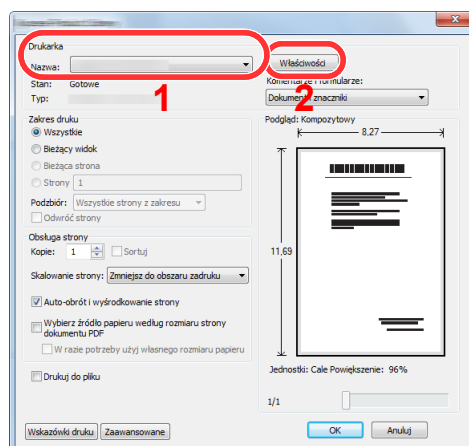 Drukarka
Nazwa:
Właściwości
Stan: Gotowe
Komentarze i formularze:
Typ:
1
2
Dokument i znaczniki
Zakres druku
Wszystkie
Bieżący widok
Bieżąca strona
Strony 1
Podzbiór: Wszystkie strony z zakresu
Odwróć strony
Obsługa strony
Kopie: 1 Sortuj
Skalowanie strony: Zmniejsz do obszaru zadruku
Auto-obrót i wyśrodkowanie strony
Wybierz źródło papieru według rozmiaru strony
dokumentu PDF
W razie potrzeby użyj własnego rozmiaru papieru
Drukuj do pliku
Podgląd: Kompozytowy
8,27
11,69
Jednostki: Cale Powiększenie: 96%
1/1
Wskazówki druku Zaawansowane
OK Anuluj